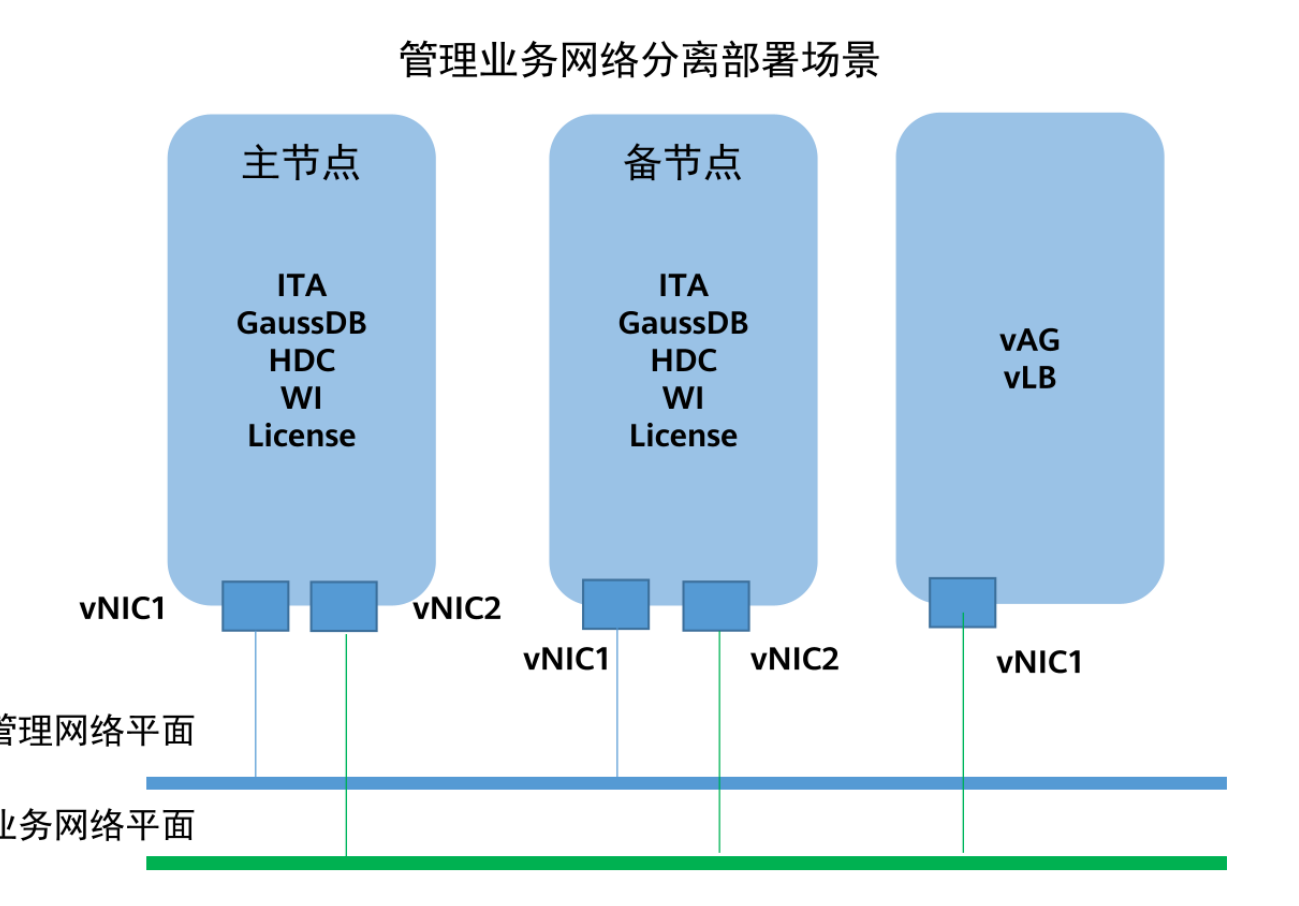 管理业务网络分离部署场景
主节点
ITA
GaussDB
HDC
WI
License
备节点
ITA
GaussDB
HDC
WI
License
vAG
vLB
vNIC1
vNIC2
vNIC1
vNIC2
vNIC1
管理网络平面
业务网络平面